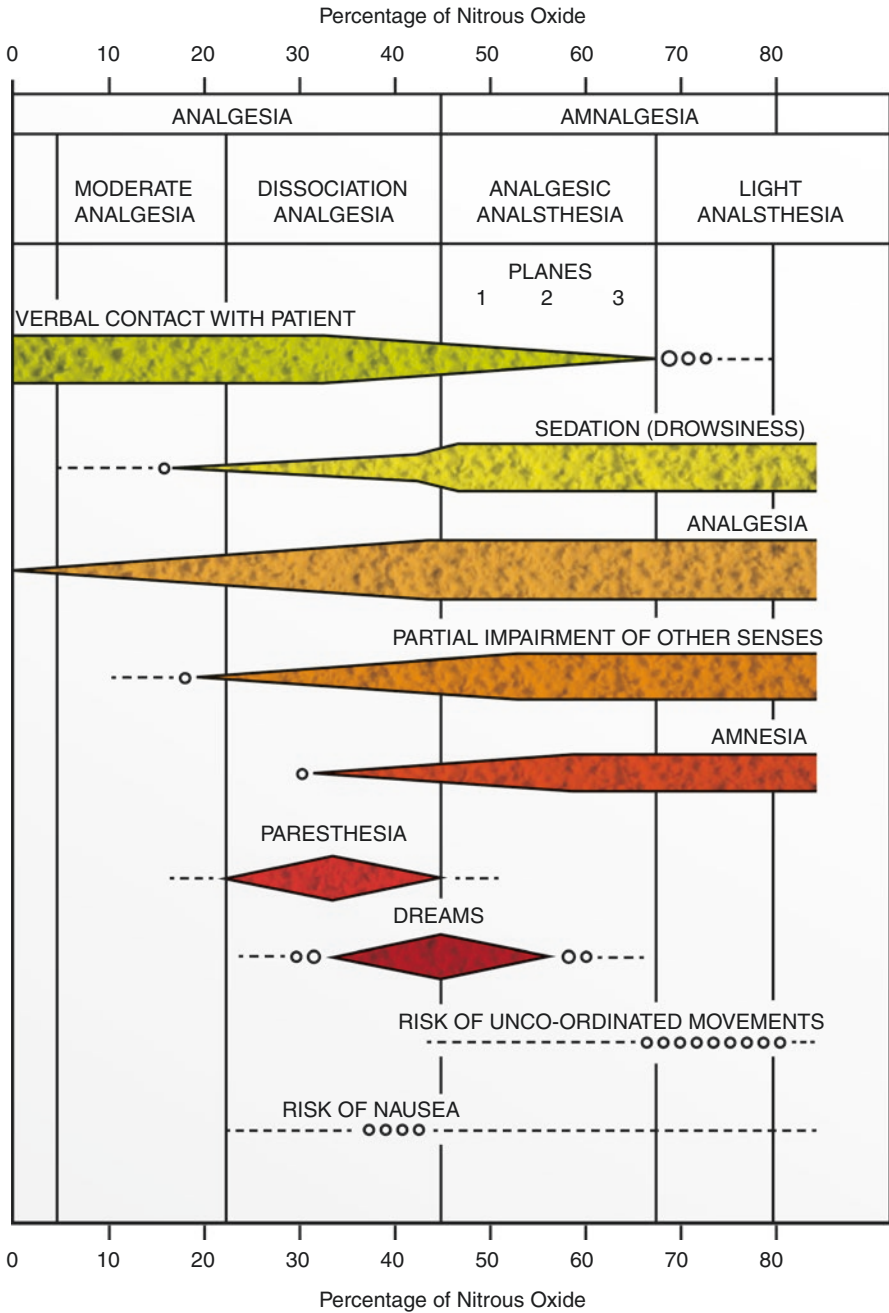 Percentage of Nitrous Oxide
0 10 20 30 40 50 60 70 80
ANALGESIA AMNALGESIA
MODERATE ANALGESIA
DISSOCIATION ANALGESIA
ANALGESIC ANALSTHESIA
LIGHT ANALSTHESIA
PLANES
1 2 3
VERBAL CONTACT WITH PATIENT
SEDATION (DROWSINESS)
ANALGESIA
PARTIAL IMPAIRMENT OF OTHER SENSES
AMNESIA
PARESTHESIA
DREAMS
RISK OF UNCO-ORDINATED MOVEMENTS
RISK OF NAUSEA
0 10 20 30 40 50 60 70 80
Percentage of Nitrous Oxide